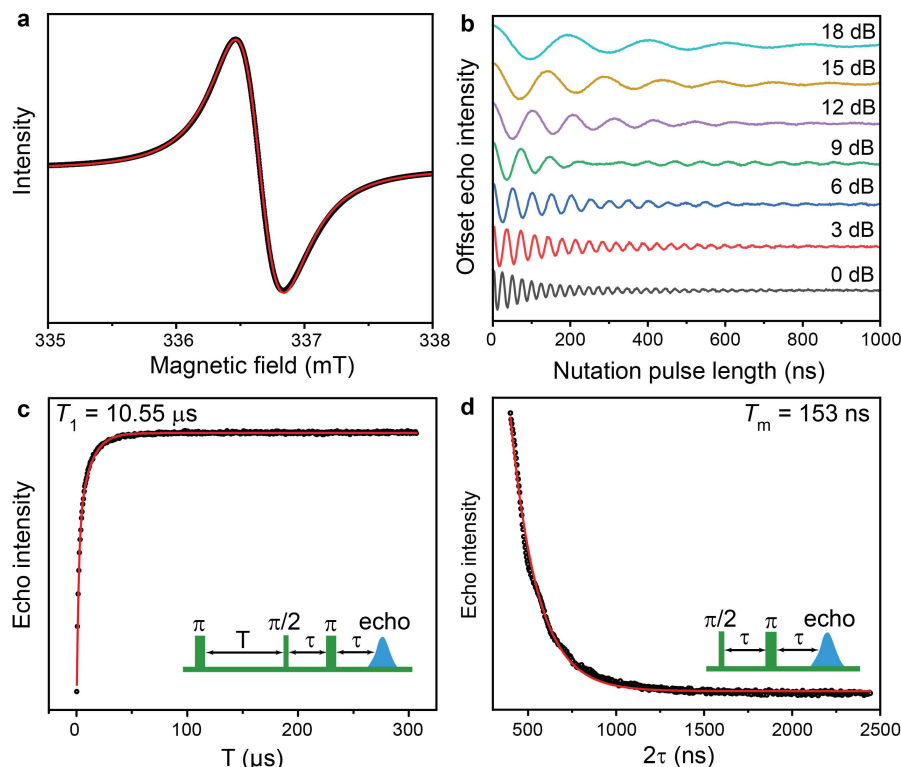 a
Intensity
335
336
337
338
Magnetic field (mT)
b
Offset echo intensity
18 dB
15 dB
12 dB
9 dB
6 dB
3 dB
0 dB
0
200
400
600
800
1000
Nutation pulse length (ns)
c
T₁ = 10.55 μs
Echo intensity
π
T
π/2
τ
π
τ
echo
0
100
200
300
T (μs)
d
Tₘ = 153 ns
Echo intensity
π/2
τ
π
τ
echo
500
1000
1500
2000
2500
2τ (ns)